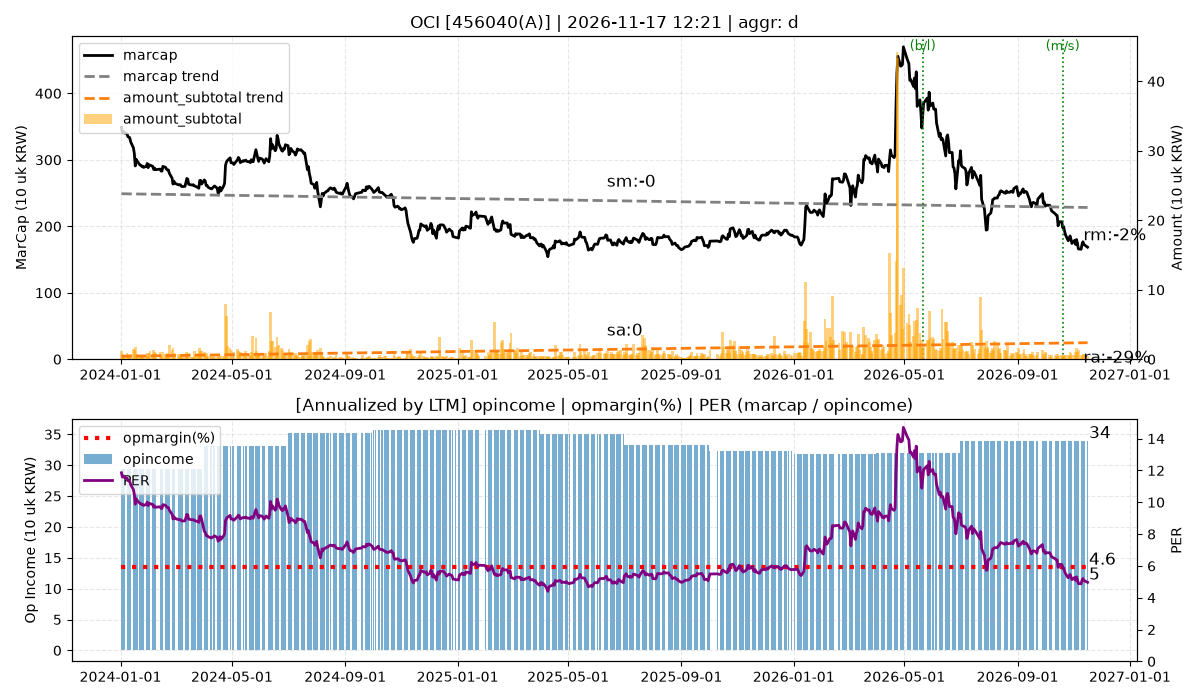 OCI [456040(A)] | 2026-11-17 12:21 | aggr: d
marcap
marcap trend
amount_subtotal trend
amount_subtotal
(b/l)
(m/s)
sm:-0
rm:-2%
sa:0
ra:-29%
MarCap (10 uk KRW)
400
300
200
100
0
Amount (10 uk KRW)
40
30
20
10
0
2024-01-01
2024-05-01
2024-09-01
2025-01-01
2025-05-01
2025-09-01
2026-01-01
2026-05-01
2026-09-01
2027-01-01
[Annualized by LTM] opincome | opmargin(%) | PER (marcap / opincome)
opmargin(%)
opincome
PER
34
4.6
5
Op Income (10 uk KRW)
35
30
25
20
15
10
5
0
PER
14
12
10
8
6
4
2
0
2024-01-01
2024-05-01
2024-09-01
2025-01-01
2025-05-01
2025-09-01
2026-01-01
2026-05-01
2026-09-01
2027-01-01